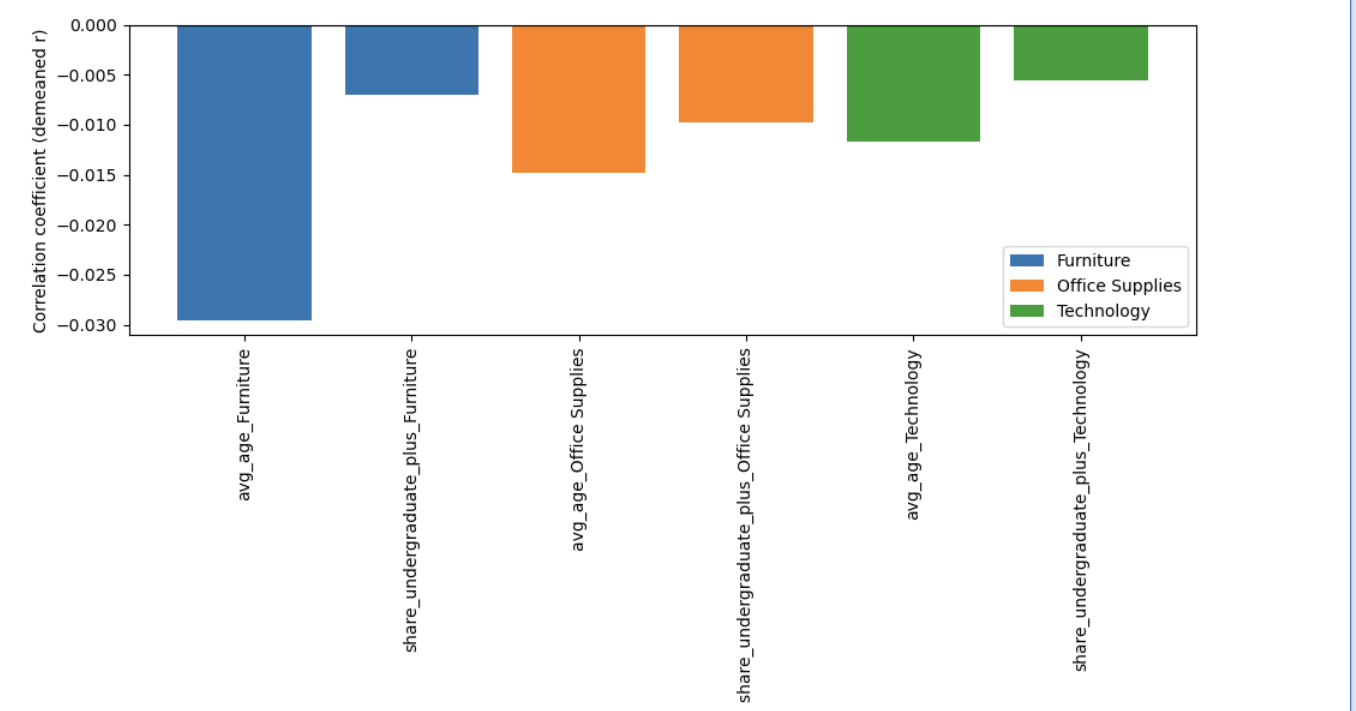 0.000
−0.005
−0.010
−0.015
−0.020
−0.025
−0.030
Correlation coefficient (demeaned r)
Furniture
Office Supplies
Technology
avg_age_Furniture
share_undergraduate_plus_Furniture
avg_age_Office Supplies
share_undergraduate_plus_Office Supplies
avg_age_Technology
share_undergraduate_plus_Technology